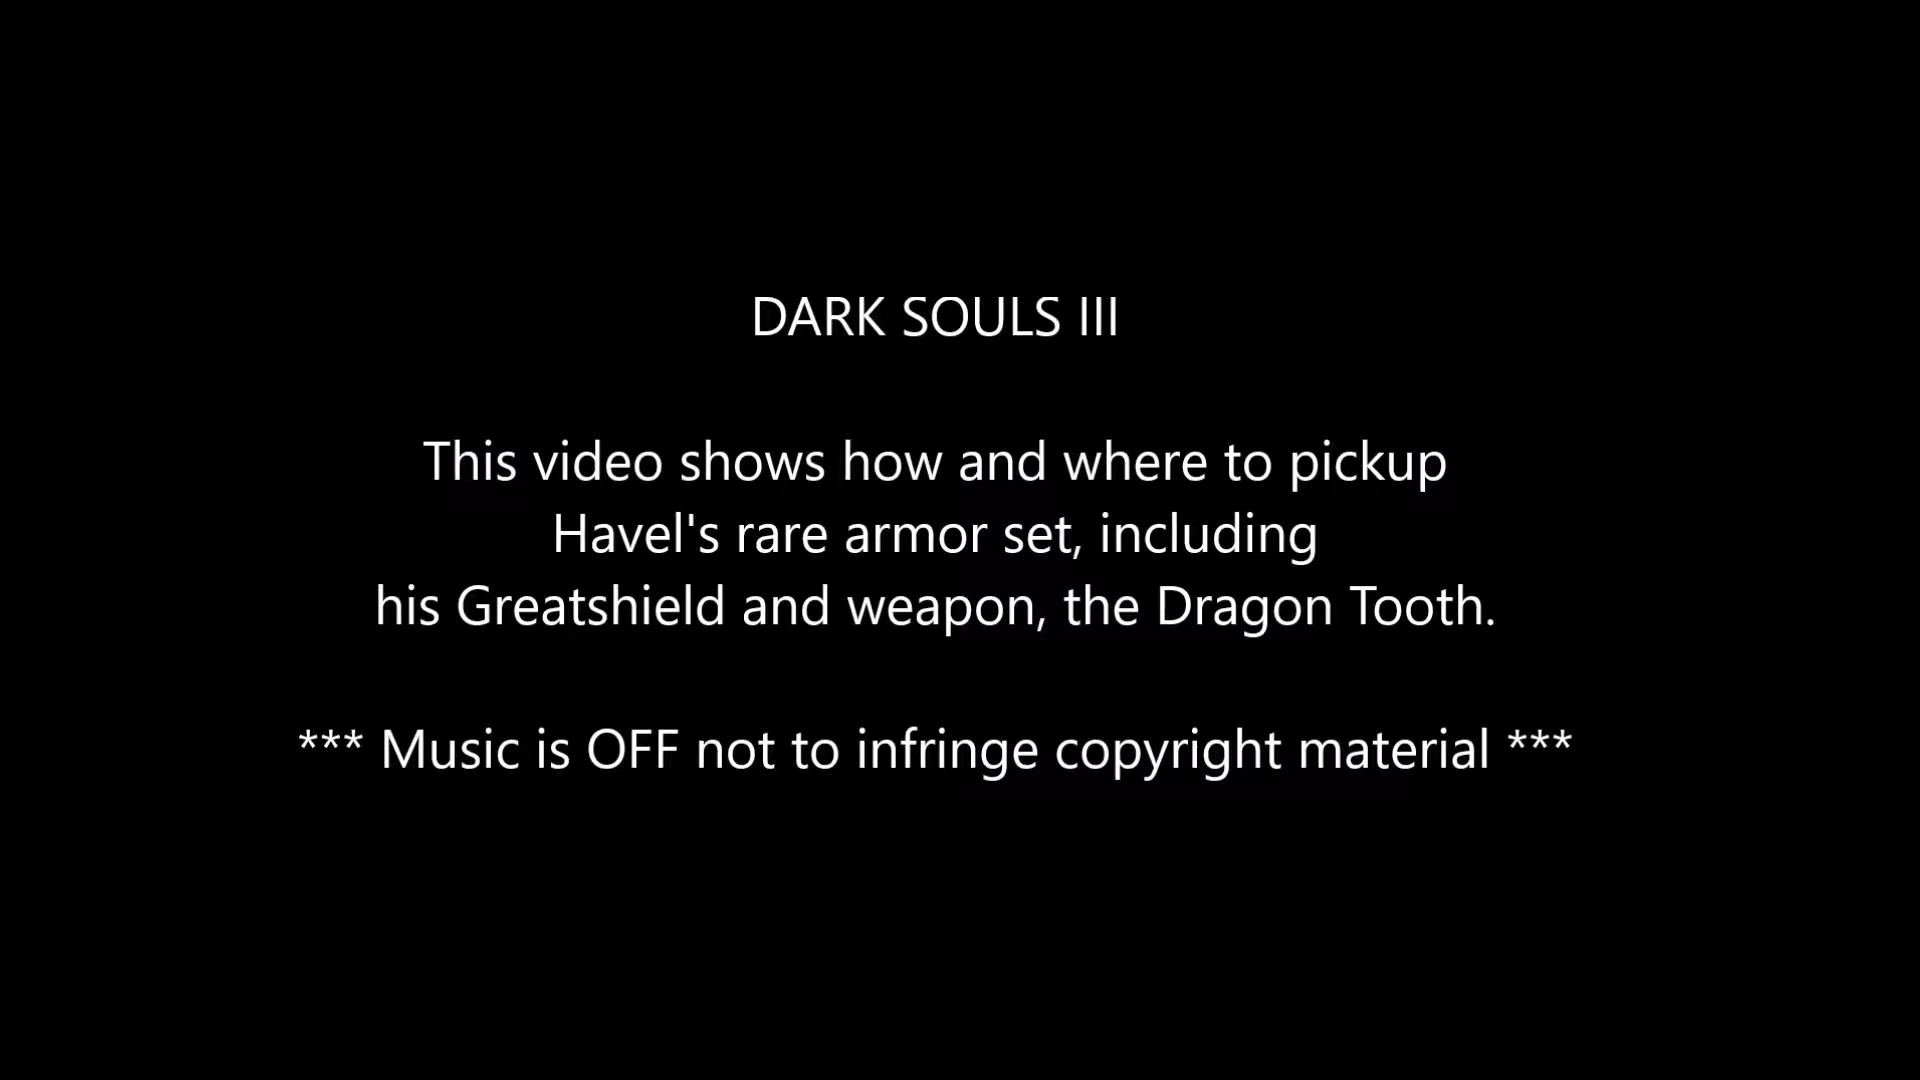 DARK SOULS III
This video shows how and where to pickup
Havel's rare armor set, including
his Greatshield and weapon, the Dragon Tooth.
*** Music is OFF not to infringe copyright material ***